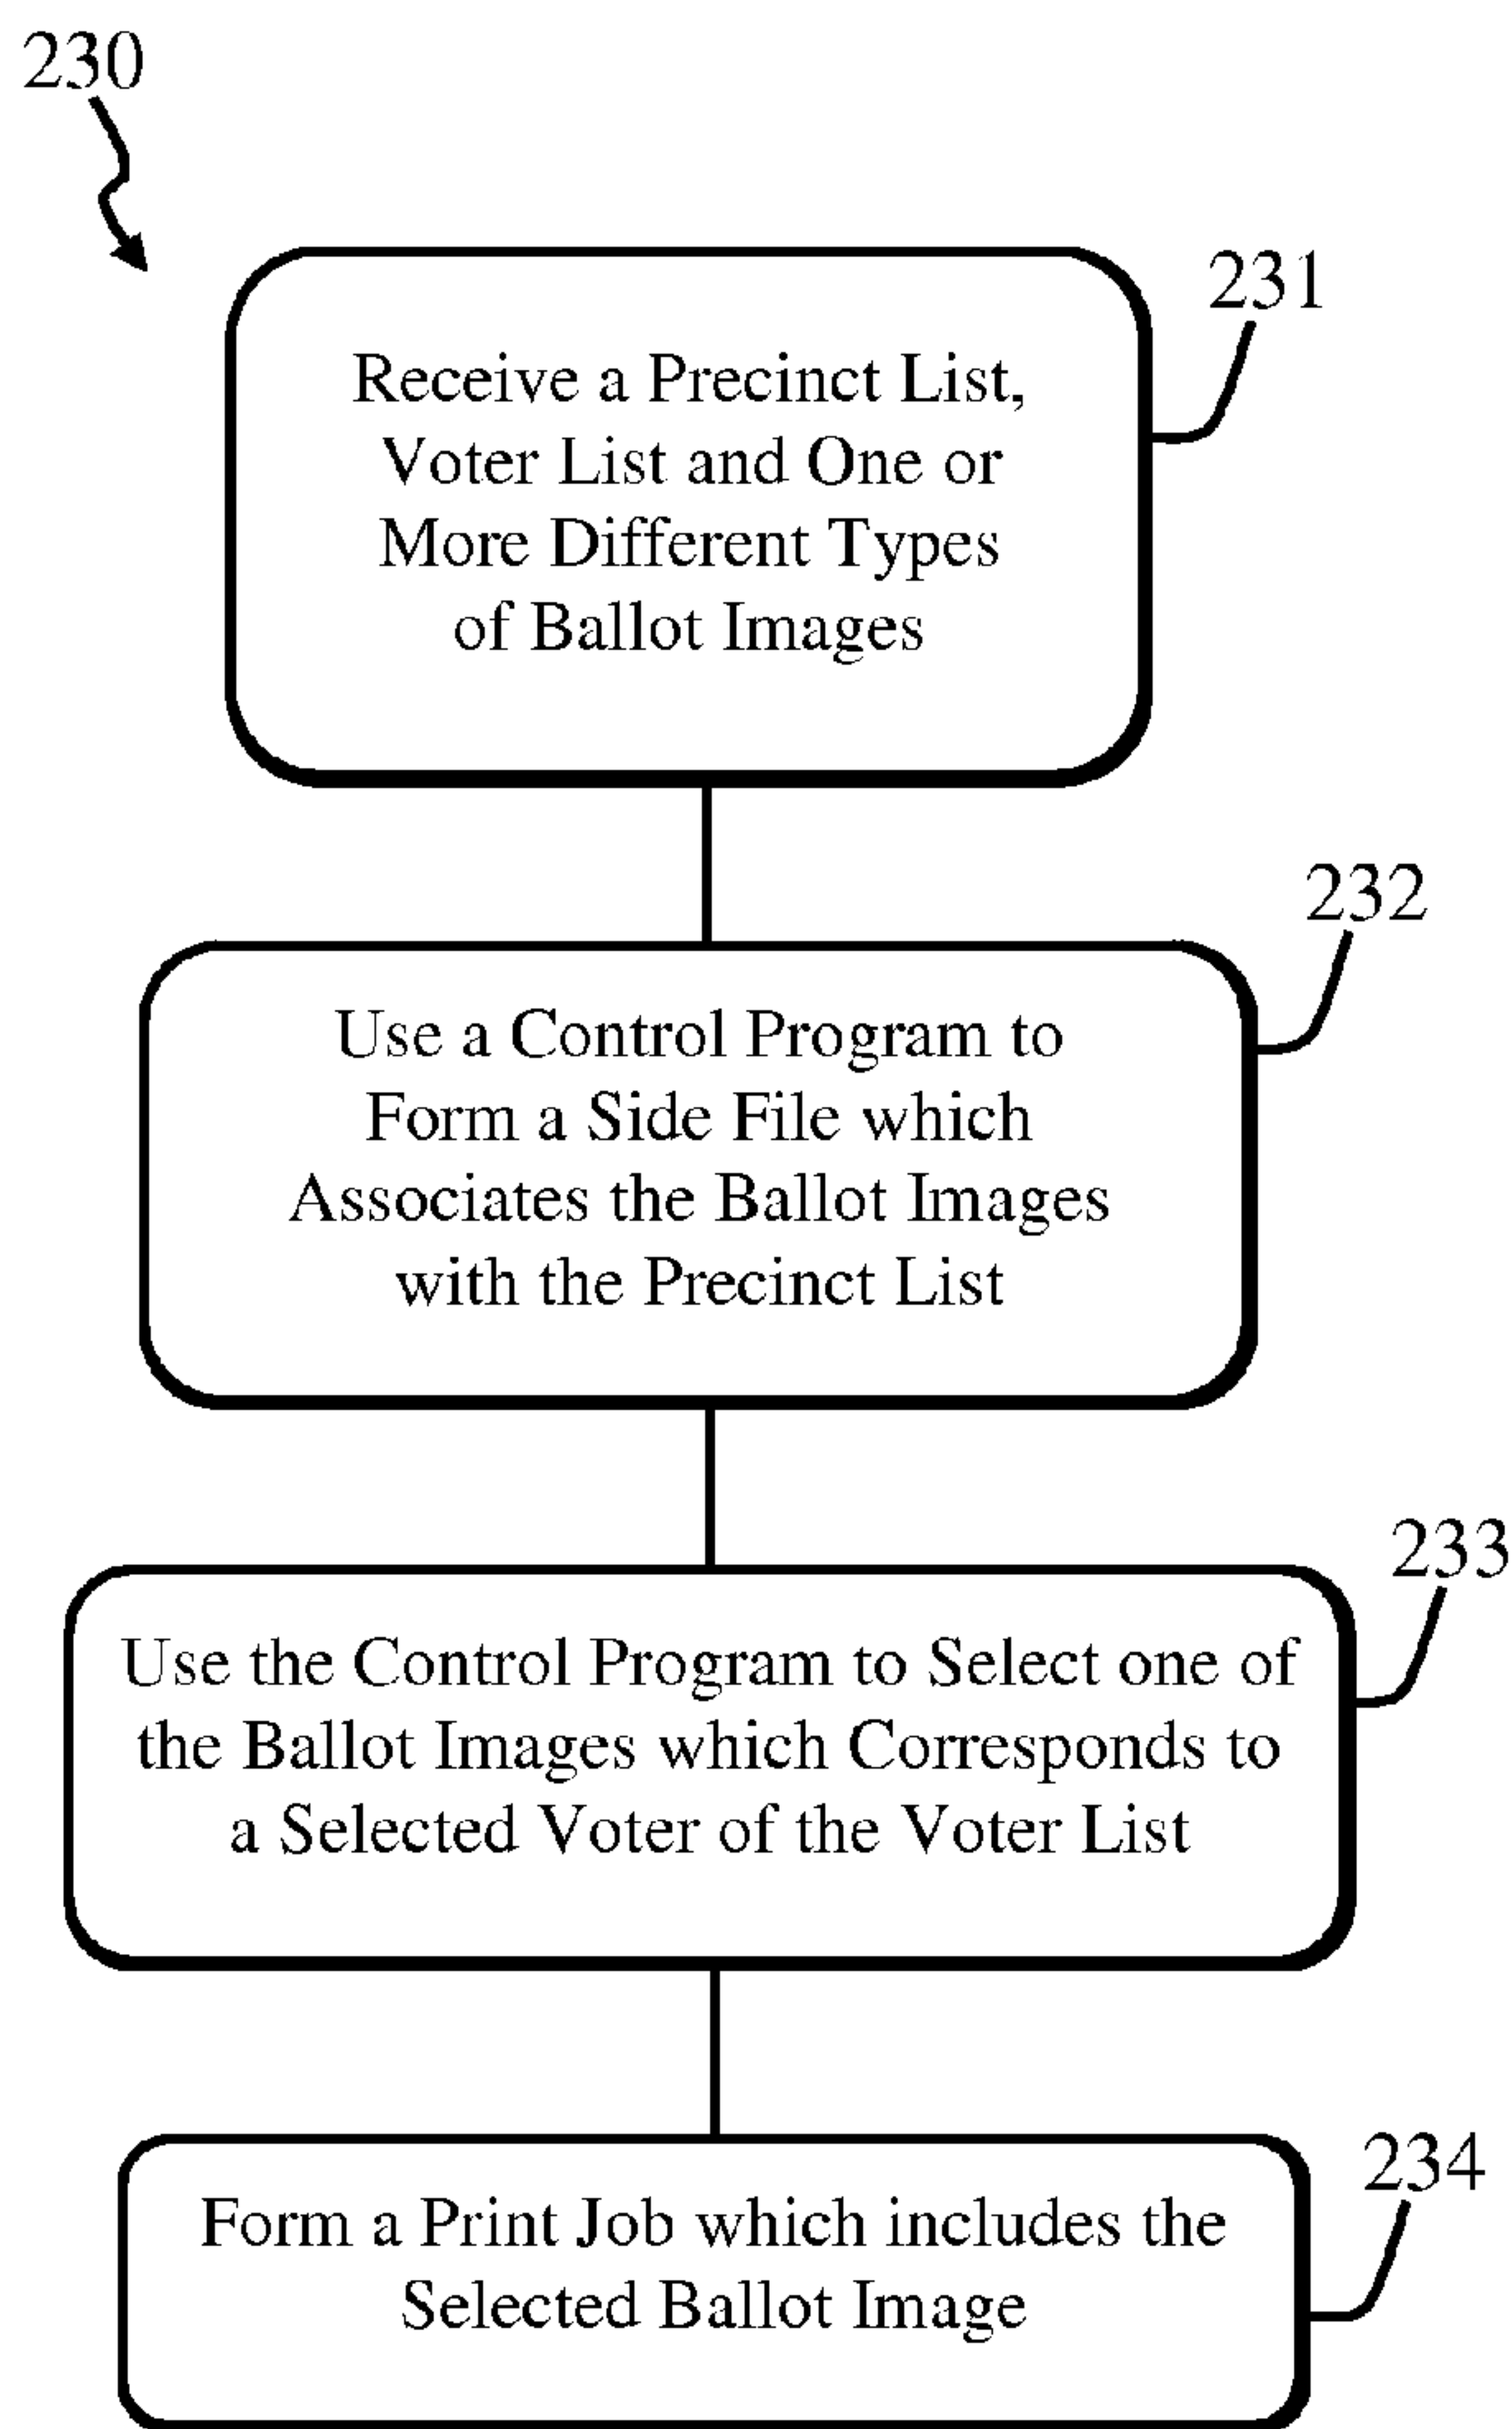 230
231
Receive a Precinct List,
Voter List and One or
More Different Types
of Ballot Images
232
Use a Control Program to
Form a Side File which
Associates the Ballot Images
with the Precinct List
233
Use the Control Program to Select one of
the Ballot Images which Corresponds to
a Selected Voter of the Voter List
234
Form a Print Job which includes the
Selected Ballot Image